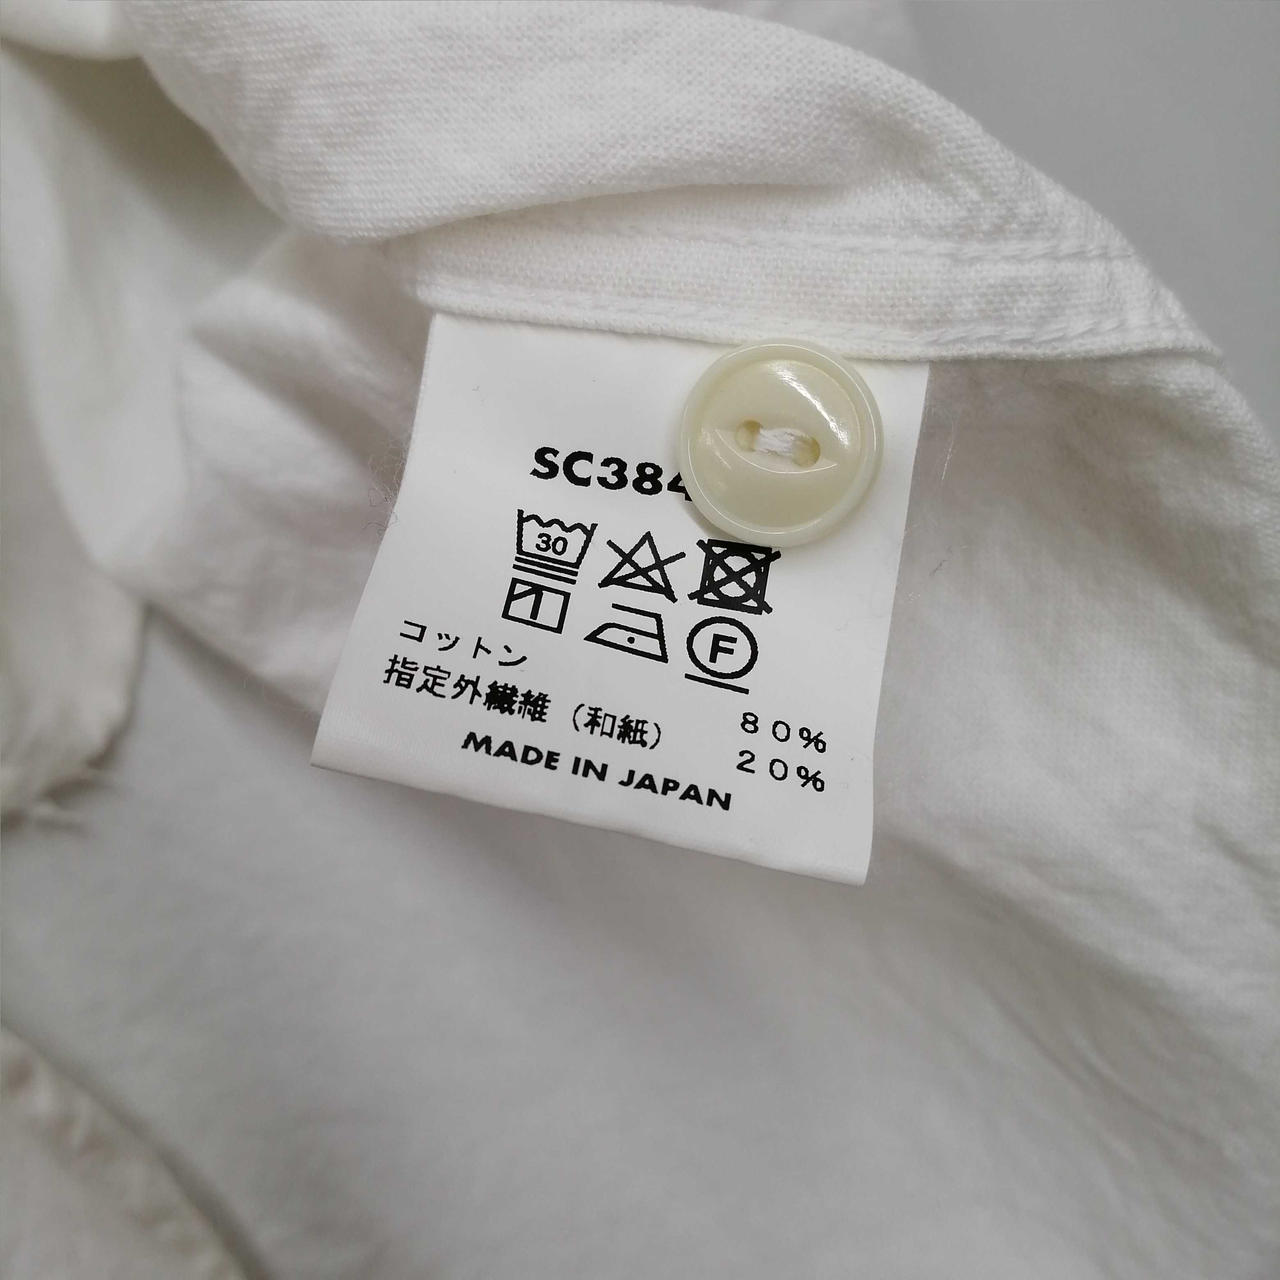 SC384
30
F
コットン 80%
指定外繊維（和紙） 20%
MADE IN JAPAN